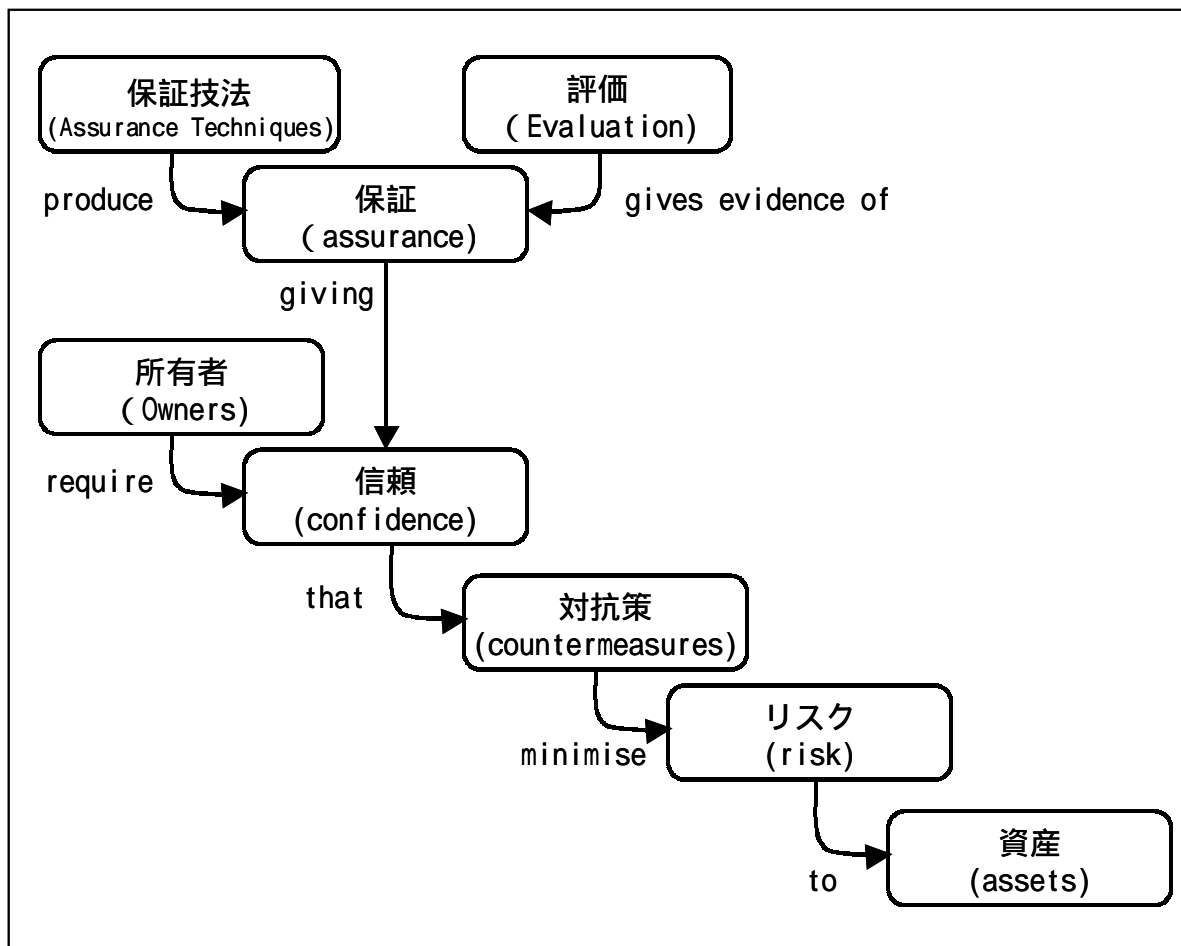 保証技法
(Assurance Techniques)
評価
(Evaluation)
produce
保証
(assurance)
gives evidence of
giving
所有者
(Owners)
require
信頼
(confidence)
that
対抗策
(countermeasures)
minimise
リスク
(risk)
to
資産
(assets)